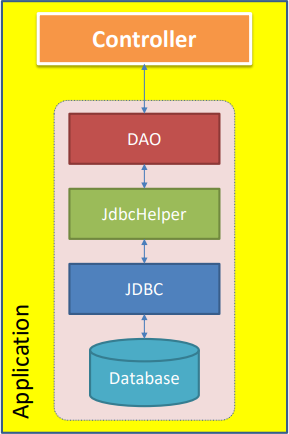 Controller
DAO
JdbcHelper
JDBC
Database
Application